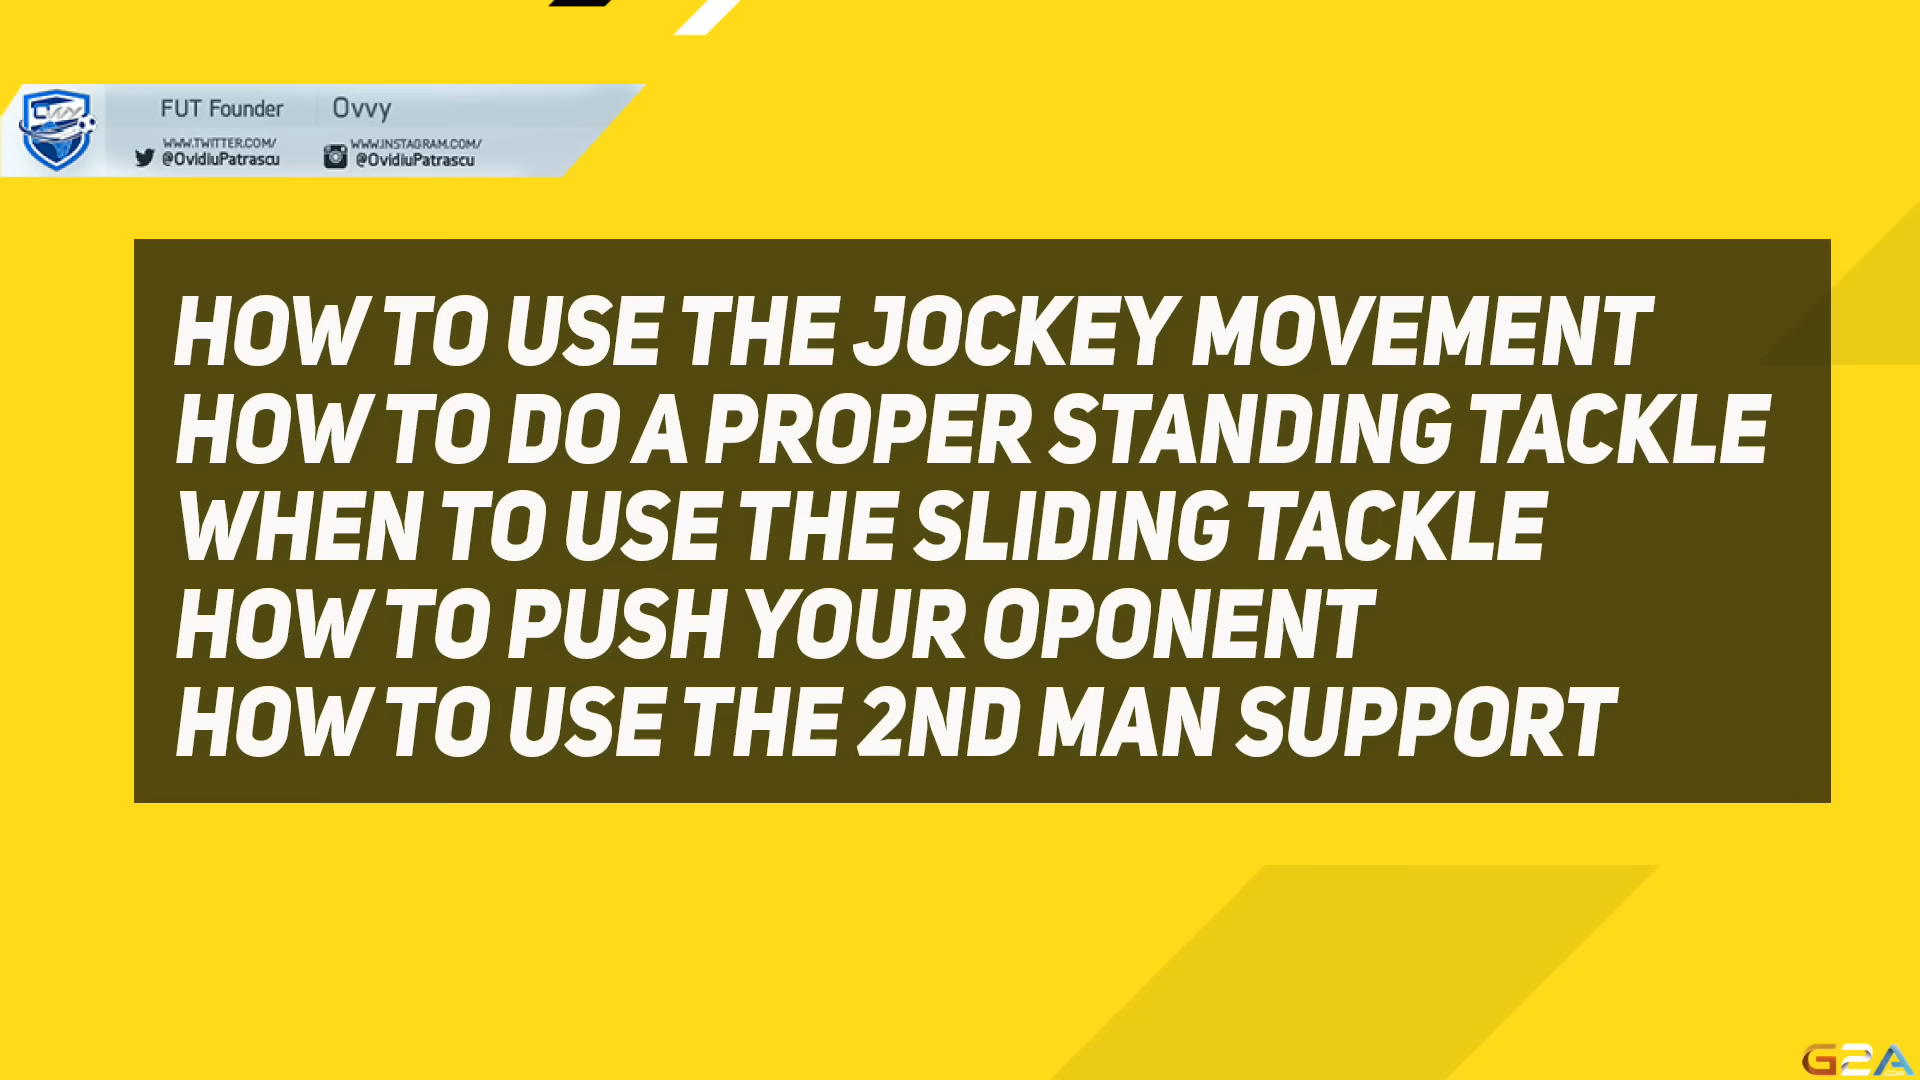 FUT Founder Ovvy
WWW.TWITTER.COM/ WWW.INSTAGRAM.COM/
@OvidiuPatrascu @OvidiuPatrascu
HOW TO USE THE JOCKEY MOVEMENT
HOW TO DO A PROPER STANDING TACKLE
WHEN TO USE THE SLIDING TACKLE
HOW TO PUSH YOUR OPONENT
HOW TO USE THE 2ND MAN SUPPORT
G2A
.COM